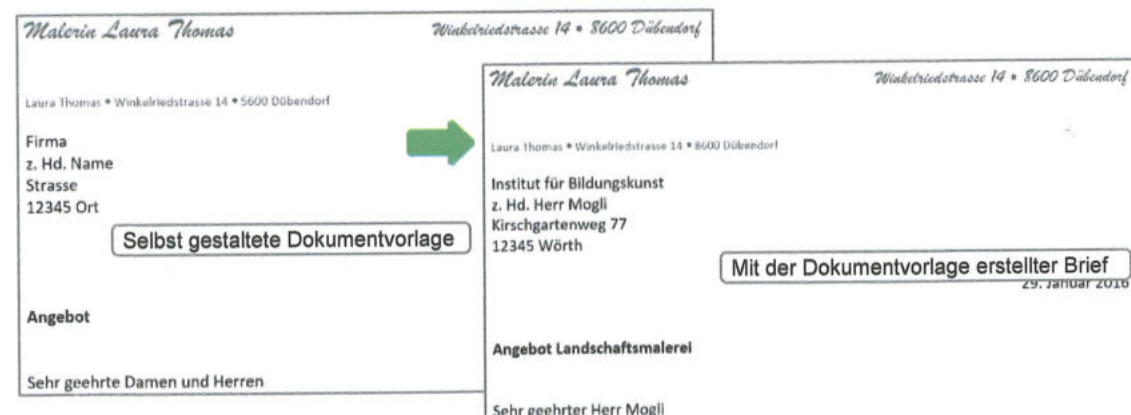 Malerin Laura Thomas Winkelriedstrasse 14 • 8600 Dübendorf
Laura Thomas • Winkelriedstrasse 14 • 5600 Dübendorf
Firma
z. Hd. Name
Strasse
12345 Ort
Selbst gestaltete Dokumentvorlage
Angebot
Sehr geehrte Damen und Herren
Malerin Laura Thomas Winkelriedstrasse 14 • 8600 Dübendorf
Laura Thomas • Winkelriedstrasse 14 • 8600 Dübendorf
Institut für Bildungskunst
z. Hd. Herr Mogli
Kirschgartenweg 77
12345 Wörth
Mit der Dokumentvorlage erstellter Brief
29. Januar 2016
Angebot Landschaftsmalerei
Sehr geehrter Herr Mogli